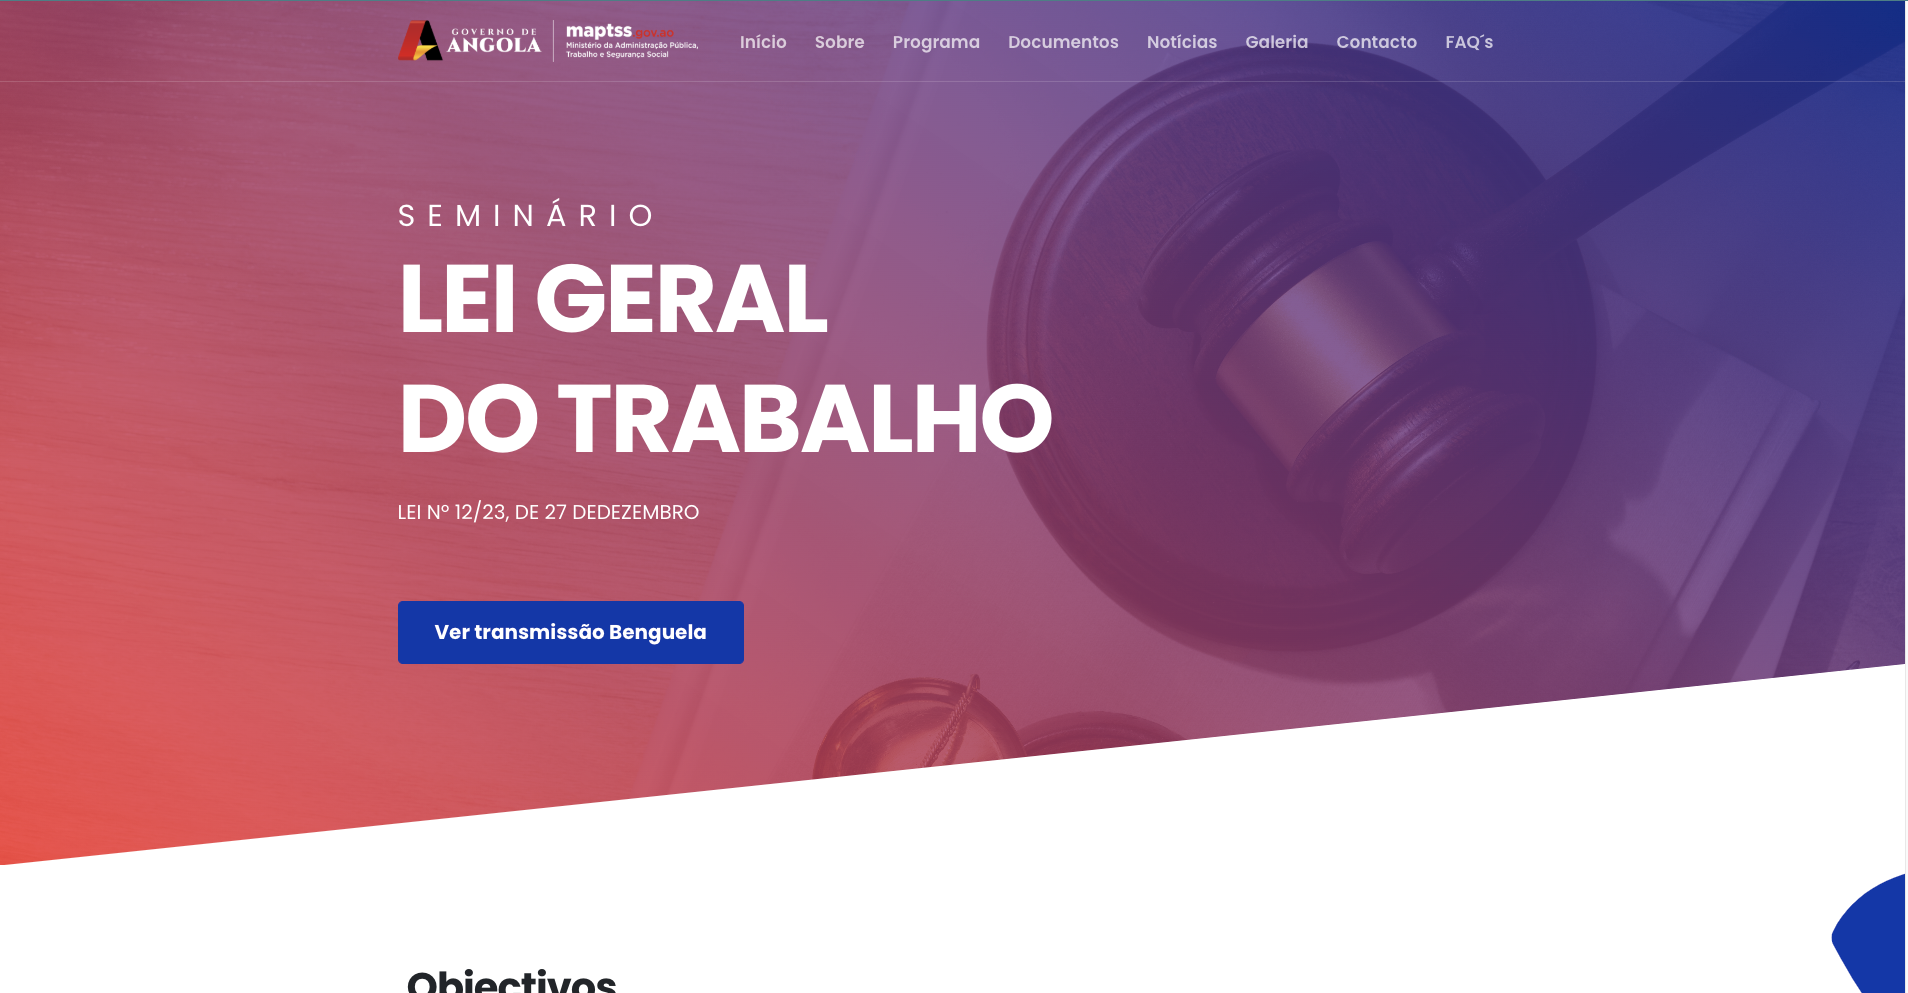 GOVERNO DE
ANGOLA
maptss.gov.ao
Ministério da Administração Pública,
Trabalho e Segurança Social
Início Sobre Programa Documentos Notícias Galeria Contacto FAQ´s
SEMINÁRIO
LEI GERAL
DO TRABALHO
LEI Nº 12/23, DE 27 DEDEZEMBRO
Ver transmissão Benguela
Objectivos